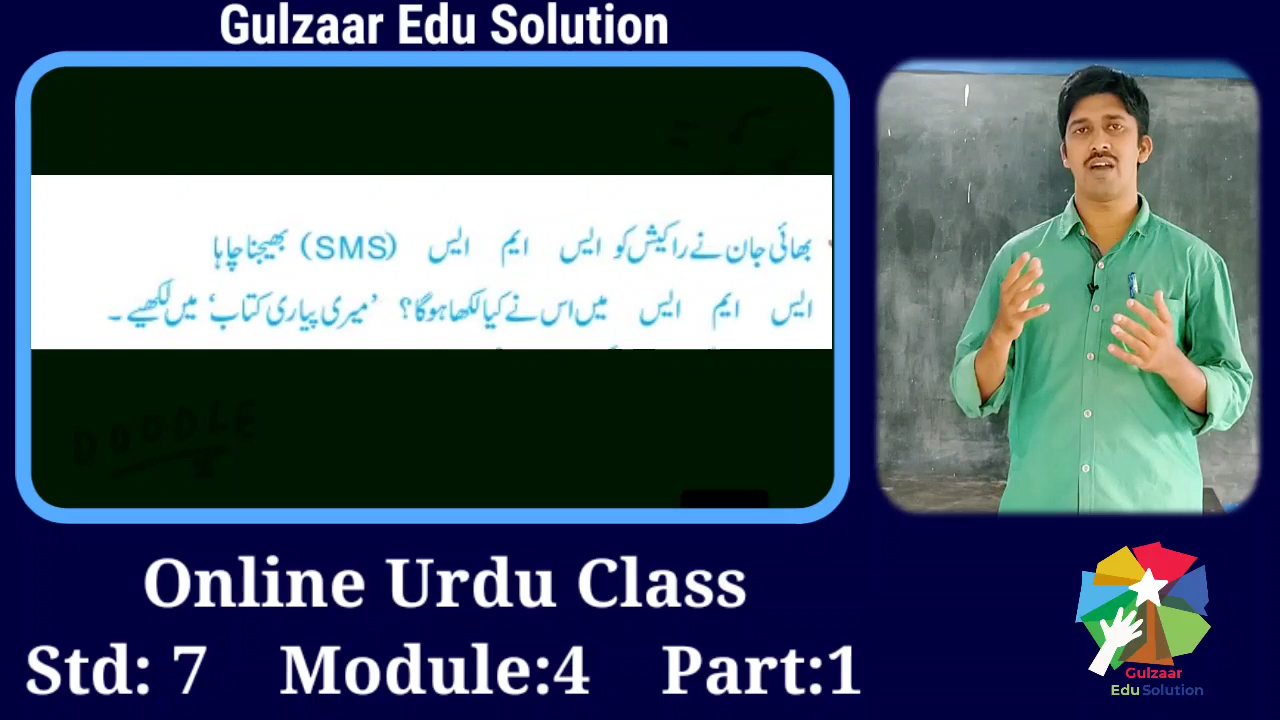 Gulzaar Edu Solution
بھائی جان نے راکیش کو ایس ایم ایس (SMS) بھیجنا چاہا
ایس ایم ایس میں اس نے کیا لکھا ہوگا؟ ’میری پیاری کتاب‘ میں لکھیے ۔
DOODLE
Online Urdu Class
Std: 7 Module:4 Part:1
Gulzaar
Edu Solution